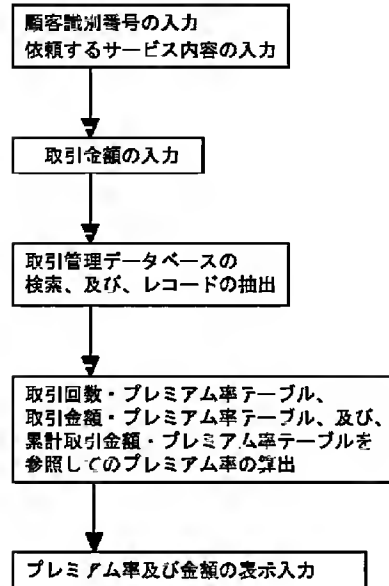 顧客識別番号の入力
依頼するサービス内容の入力
取引金額の入力
取引管理データベースの
検索、及び、レコードの抽出
取引回数・プレミアム率テーブル、
取引金額・プレミアム率テーブル、及び、
累計取引金額・プレミアム率テーブルを
参照してのプレミアム率の算出
プレミアム率及び金額の表示入力